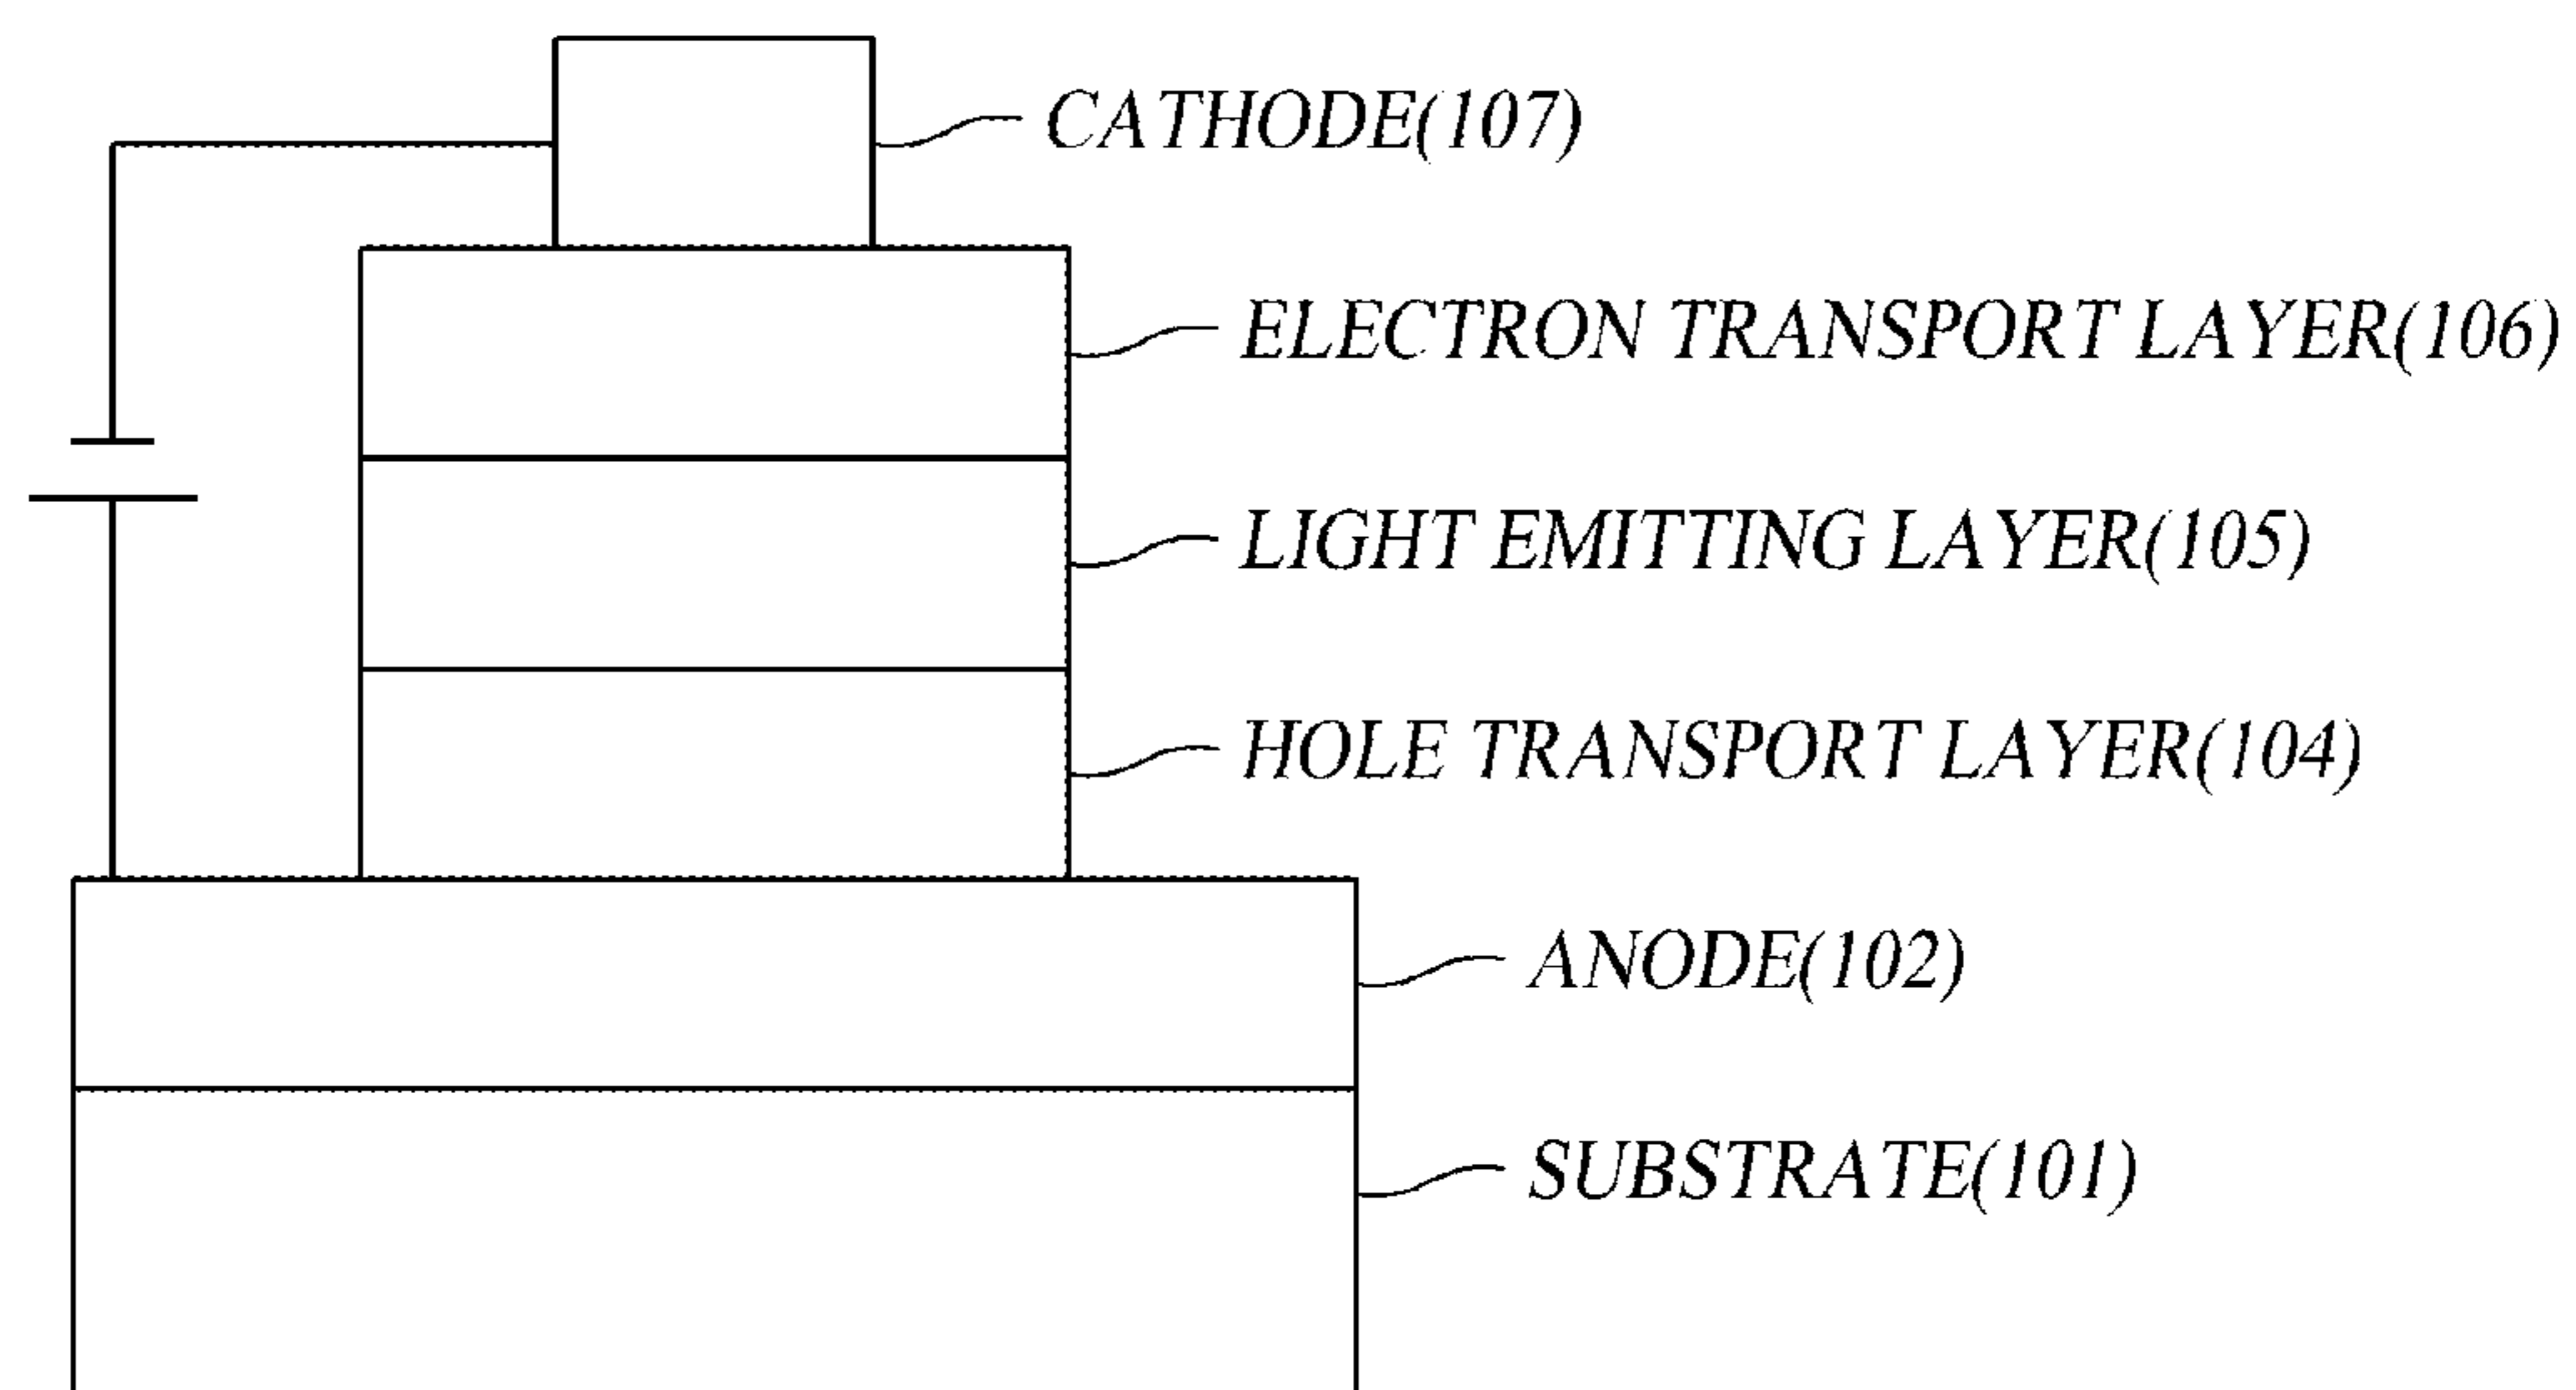 CATHODE(107)
ELECTRON TRANSPORT LAYER(106)
LIGHT EMITTING LAYER(105)
HOLE TRANSPORT LAYER(104)
ANODE(102)
SUBSTRATE(101)